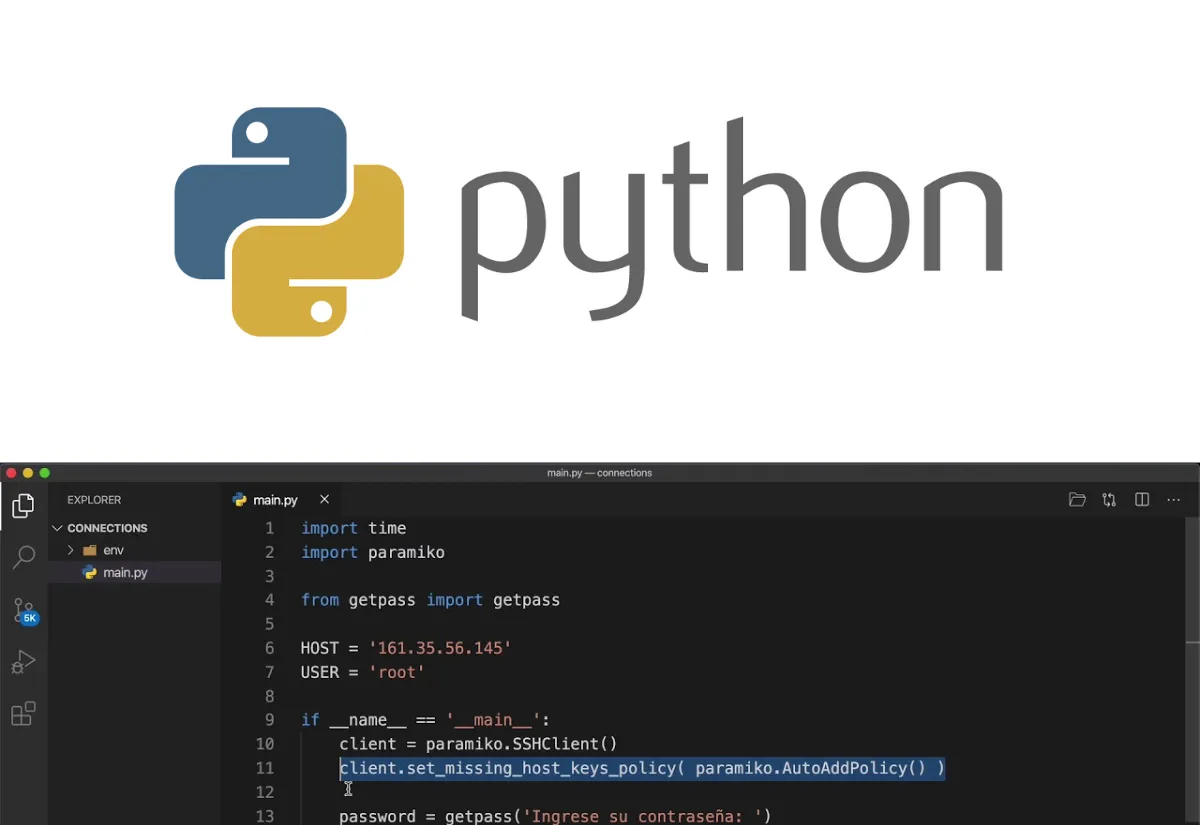 python
main.py — connections
EXPLORER
main.py
CONNECTIONS
env
main.py
5K
1 import time
2 import paramiko
3
4 from getpass import getpass
5
6 HOST = '161.35.56.145'
7 USER = 'root'
8
9 if __name__ == '__main__':
10 client = paramiko.SSHClient()
11 client.set_missing_host_keys_policy( paramiko.AutoAddPolicy() )
12
13 password = getpass('Ingrese su contraseña: ')